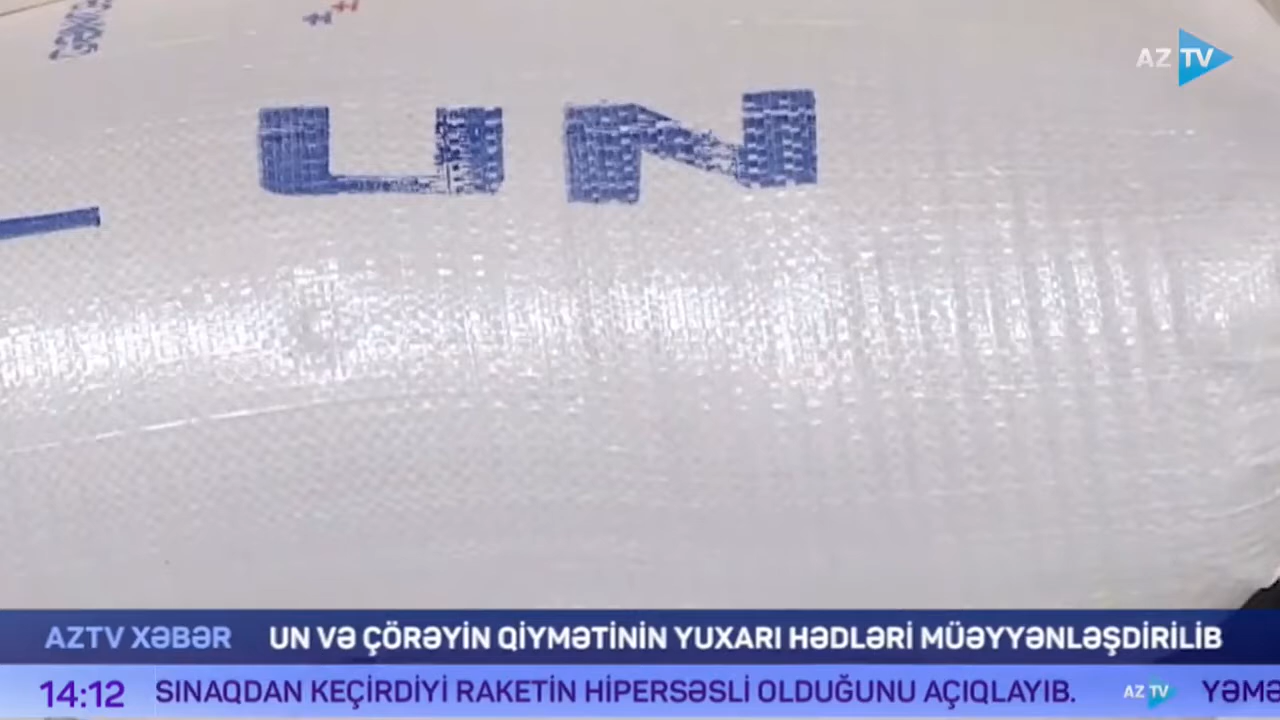 AZ TV
UN
AZTV XƏBƏR UN VƏ ÇÖRƏYİN QİYMƏTİNİN YUXARI HƏDLƏRİ MÜƏYYƏNLƏŞDİRİLİB
14:12 SINAQDAN KEÇİRDİYİ RAKETİN HİPERSƏSLİ OLDUĞUNU AÇIQLAYIB. AZ TV